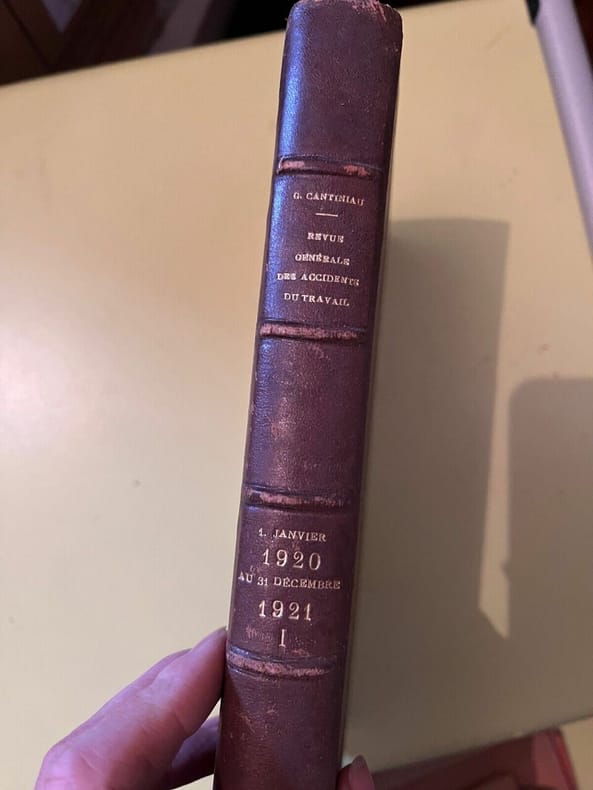 G. CANTINIAU
REVUE
GÉNÉRALE
DES ACCIDENTS
DU TRAVAIL
1. JANVIER
1920
AU 31 DÉCEMBRE
1921
I